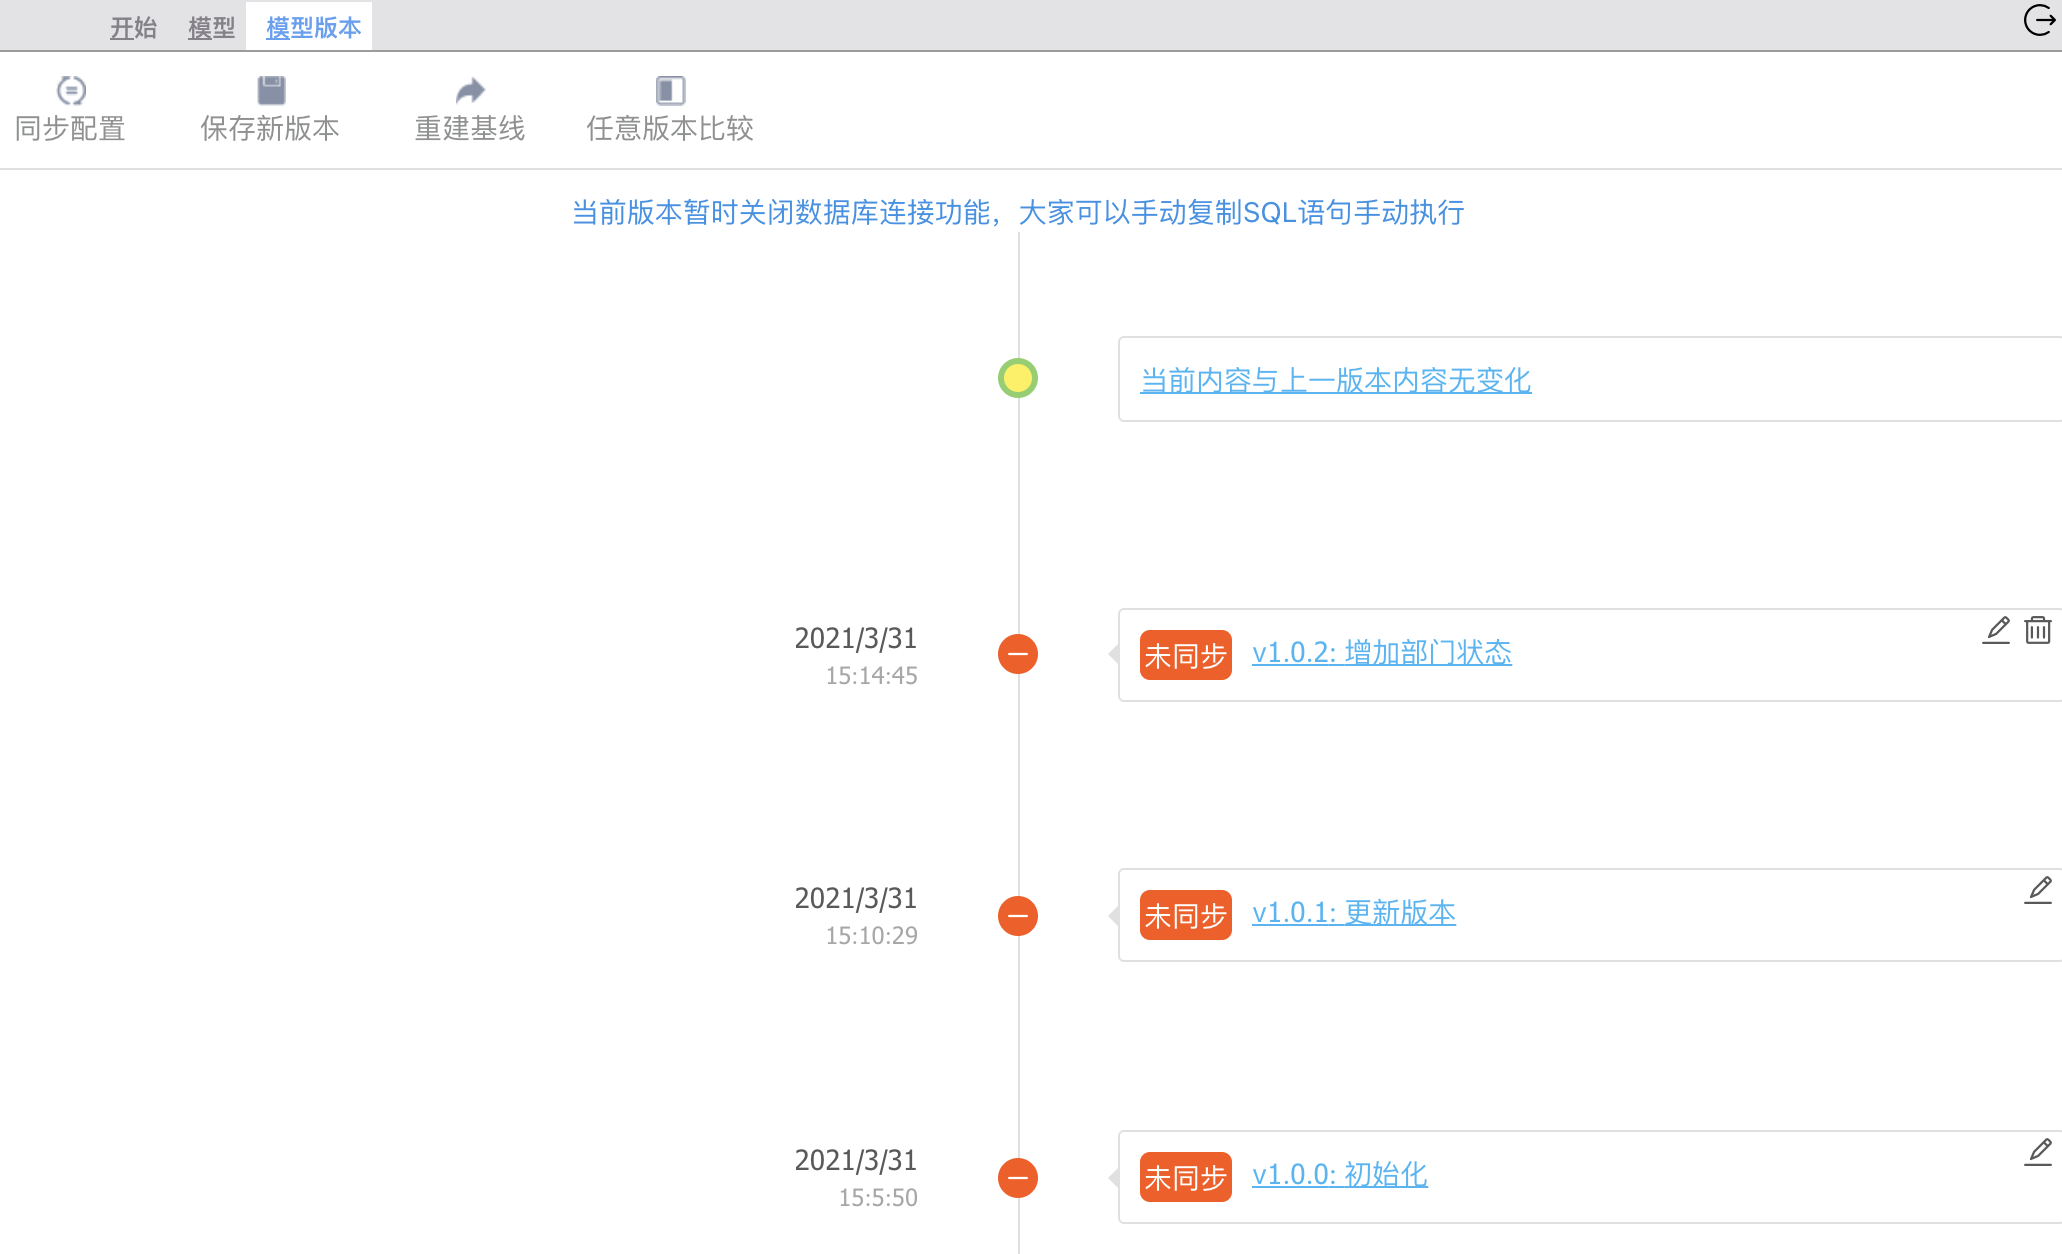 开始 模型 模型版本
同步配置 保存新版本 重建基线 任意版本比较
当前版本暂时关闭数据库连接功能，大家可以手动复制SQL语句手动执行
当前内容与上一版本内容无变化
2021/3/31
15:14:45
未同步 v1.0.2: 增加部门状态
2021/3/31
15:10:29
未同步 v1.0.1: 更新版本
2021/3/31
15:5:50
未同步 v1.0.0: 初始化